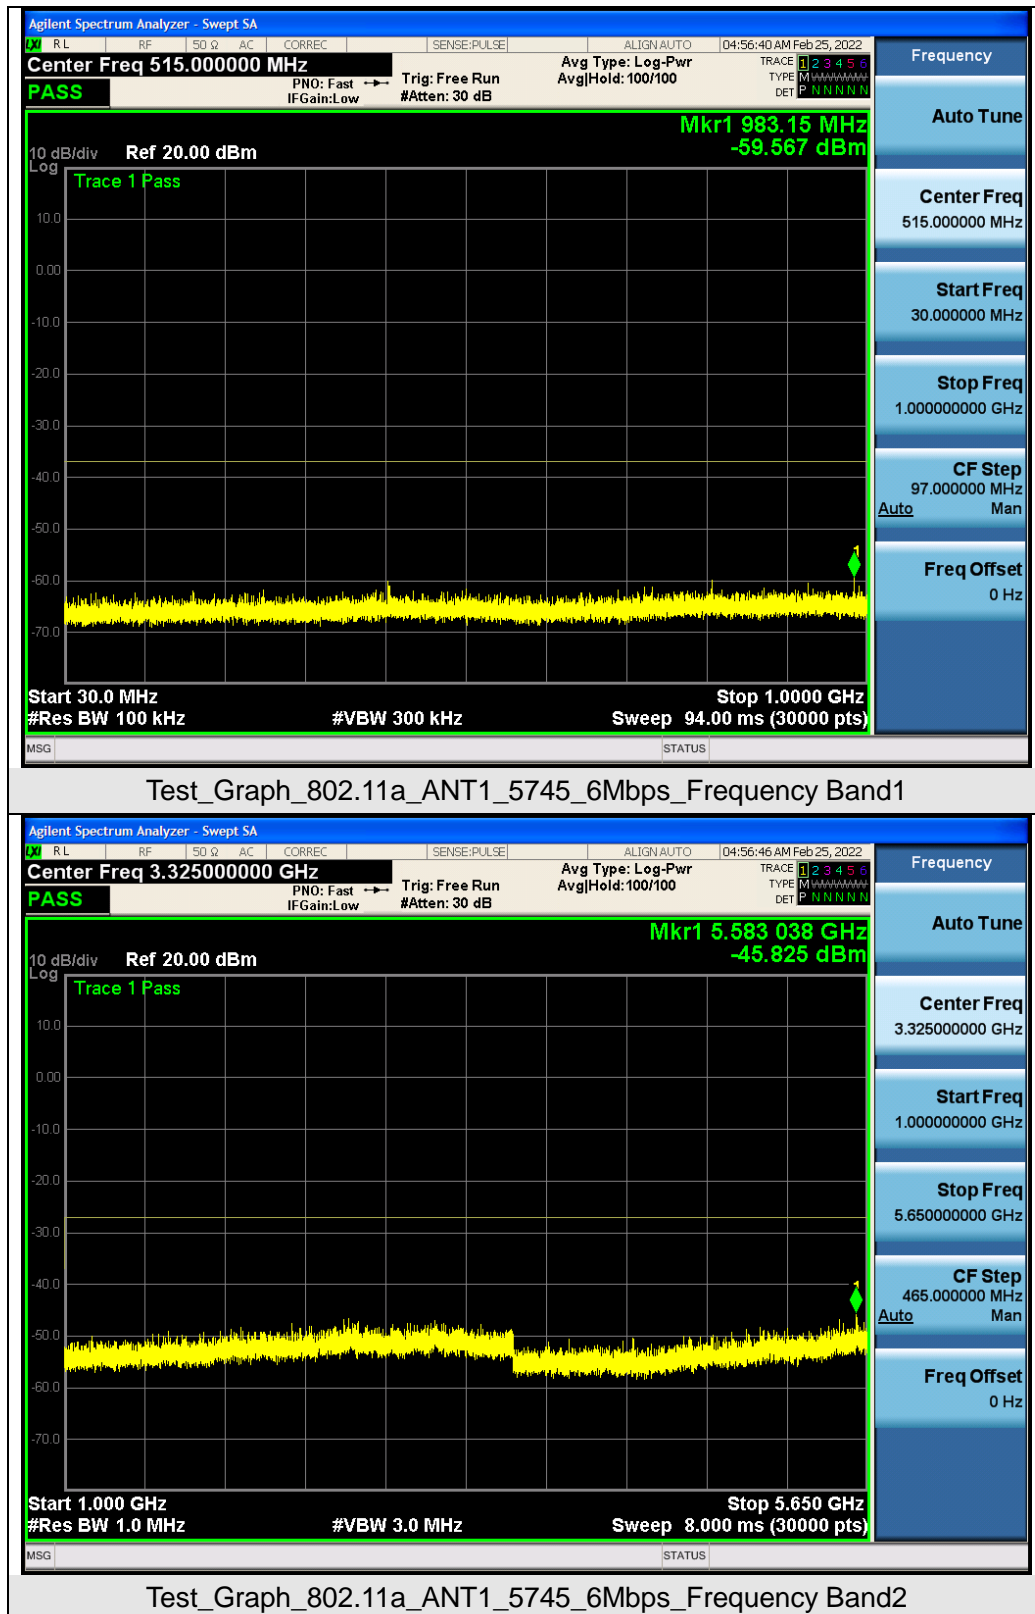 Agilent Spectrum Analyzer - Swept SA
LXI RL RF 50 Ω AC CORREC SENSE:PULSE ALIGN AUTO 04:56:40 AM Feb 25, 2022
Center Freq 515.000000 MHz
PNO: Fast
IFGain:Low
Trig: Free Run
#Atten: 30 dB
Avg Type: Log-Pwr
Avg|Hold: 100/100
TRACE 1 2 3 4 5 6
TYPE M WWWWW
DET P N N N N N
PASS
Mkr1 983.15 MHz
-59.567 dBm
10 dB/div Ref 20.00 dBm
Log
Trace 1 Pass
10.0
0.00
-10.0
-20.0
-30.0
-40.0
-50.0
-60.0
-70.0
1
Start 30.0 MHz Stop 1.0000 GHz
#Res BW 100 kHz #VBW 300 kHz Sweep 94.00 ms (30000 pts)
MSG STATUS
Frequency
Auto Tune
Center Freq
515.000000 MHz
Start Freq
30.000000 MHz
Stop Freq
1.000000000 GHz
CF Step
97.000000 MHz
Auto Man
Freq Offset
0 Hz
Test_Graph_802.11a_ANT1_5745_6Mbps_Frequency Band1
Agilent Spectrum Analyzer - Swept SA
LXI RL RF 50 Ω AC CORREC SENSE:PULSE ALIGN AUTO 04:56:46 AM Feb 25, 2022
Center Freq 3.325000000 GHz
PNO: Fast
IFGain:Low
Trig: Free Run
#Atten: 30 dB
Avg Type: Log-Pwr
Avg|Hold: 100/100
TRACE 1 2 3 4 5 6
TYPE M WWWWW
DET P N N N N N
PASS
Mkr1 5.583 038 GHz
-45.825 dBm
10 dB/div Ref 20.00 dBm
Log
Trace 1 Pass
10.0
0.00
-10.0
-20.0
-30.0
-40.0
-50.0
-60.0
-70.0
1
Start 1.000 GHz Stop 5.650 GHz
#Res BW 1.0 MHz #VBW 3.0 MHz Sweep 8.000 ms (30000 pts)
MSG STATUS
Frequency
Auto Tune
Center Freq
3.325000000 GHz
Start Freq
1.000000000 GHz
Stop Freq
5.650000000 GHz
CF Step
465.000000 MHz
Auto Man
Freq Offset
0 Hz
Test_Graph_802.11a_ANT1_5745_6Mbps_Frequency Band2